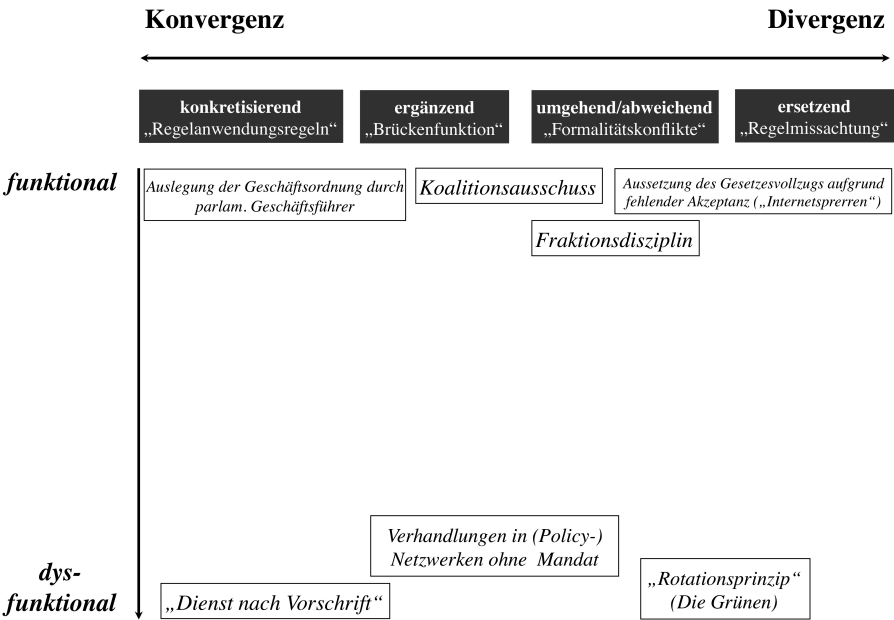 Konvergenz
Divergenz
konkretisierend
„Regelanwendungsregeln“
ergänzend
„Brückenfunktion“
umgehend/abweichend
„Formalitätskonflikte“
ersetzend
„Regelmissachtung“
funktional
Auslegung der Geschäftsordnung durch
parlam. Geschäftsführer
Koalitionsausschuss
Aussetzung des Gesetzesvollzugs aufgrund
fehlender Akzeptanz („Internetsprerren“)
Fraktionsdisziplin
Verhandlungen in (Policy-)
Netzwerken ohne Mandat
dys-
funktional
„Dienst nach Vorschrift“
„Rotationsprinzip“
(Die Grünen)